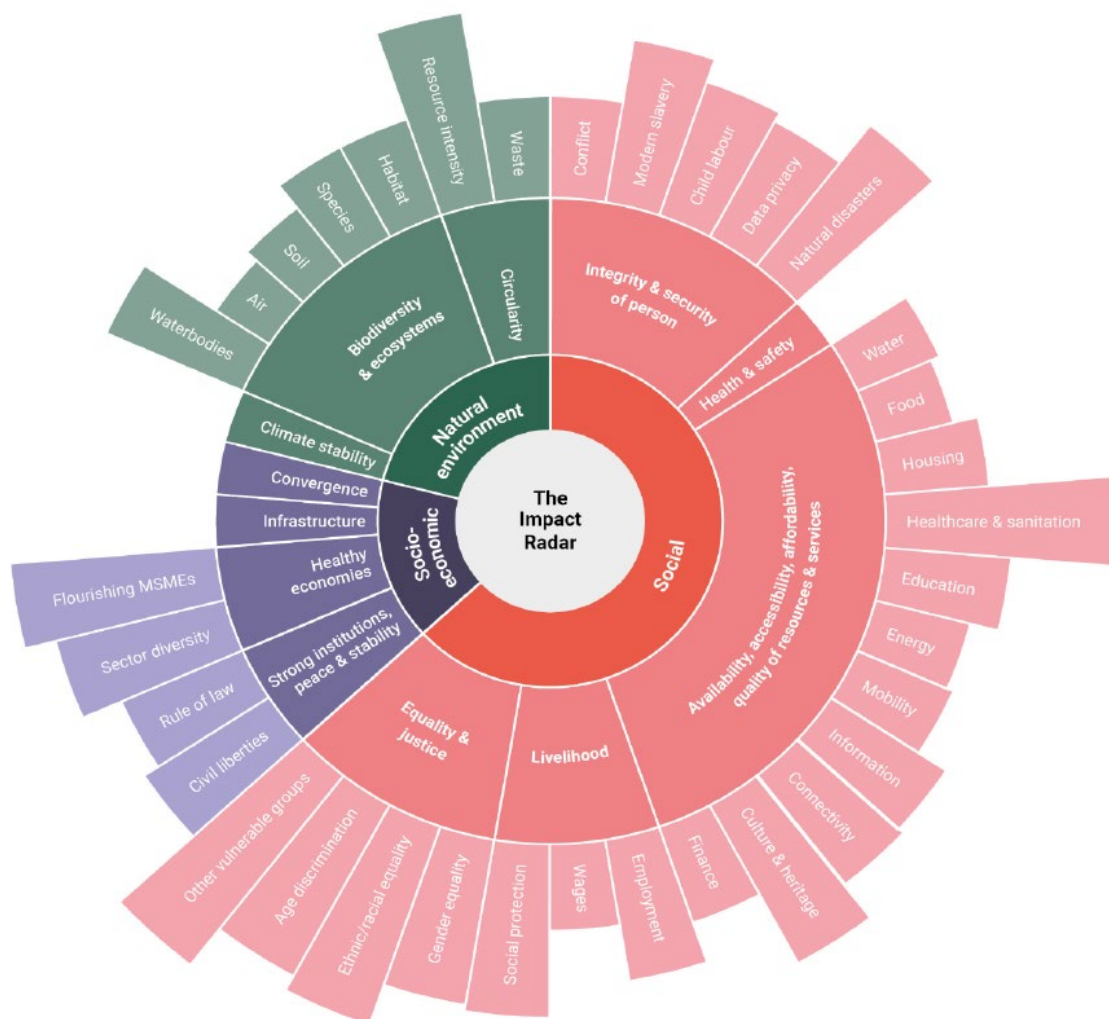 The
Impact
Radar
Social
Integrity & security
of person
Conflict
Modern slavery
Child labour
Data privacy
Natural disasters
Health & safety
Availability, accessibility, affordability,
quality of resources & services
Water
Food
Housing
Healthcare & sanitation
Education
Energy
Mobility
Information
Connectivity
Culture & heritage
Finance
Livelihood
Employment
Wages
Social protection
Equality &
justice
Gender equality
Ethnic/racial equality
Age discrimination
Other vulnerable groups
Socio-
economic
Strong institutions,
peace & stability
Civil liberties
Rule of law
Healthy
economies
Sector diversity
Flourishing MSMEs
Infrastructure
Convergence
Natural
environment
Climate stability
Biodiversity
& ecosystems
Waterbodies
Air
Soil
Species
Habitat
Circularity
Resource intensity
Waste